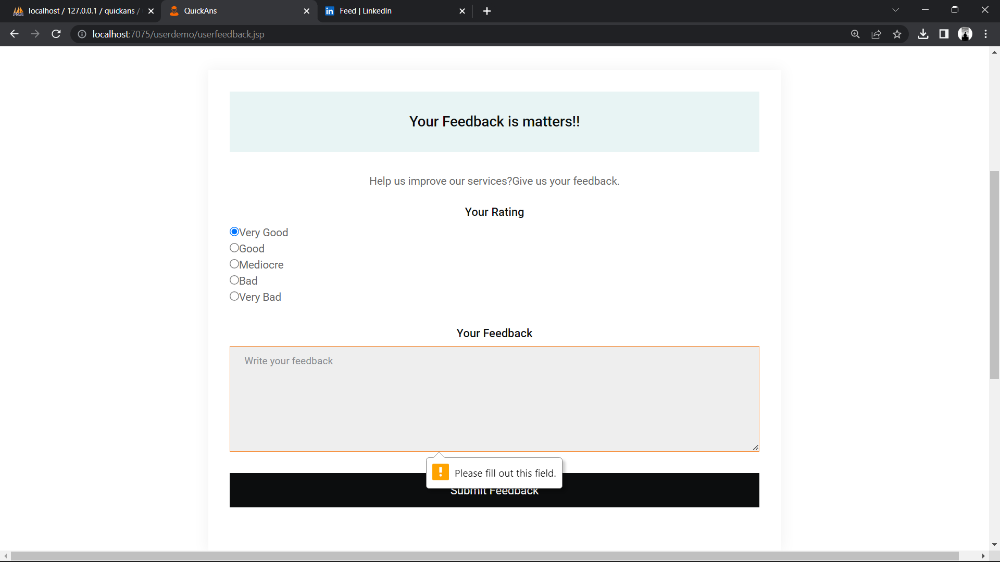 localhost / 127.0.0.1 / quickans /
QuickAns
Feed | LinkedIn
localhost:7075/userdemo/userfeedback.jsp
Your Feedback is matters!!
Help us improve our services?Give us your feedback.
Your Rating
Very Good
Good
Mediocre
Bad
Very Bad
Your Feedback
Write your feedback
Please fill out this field.
Submit Feedback